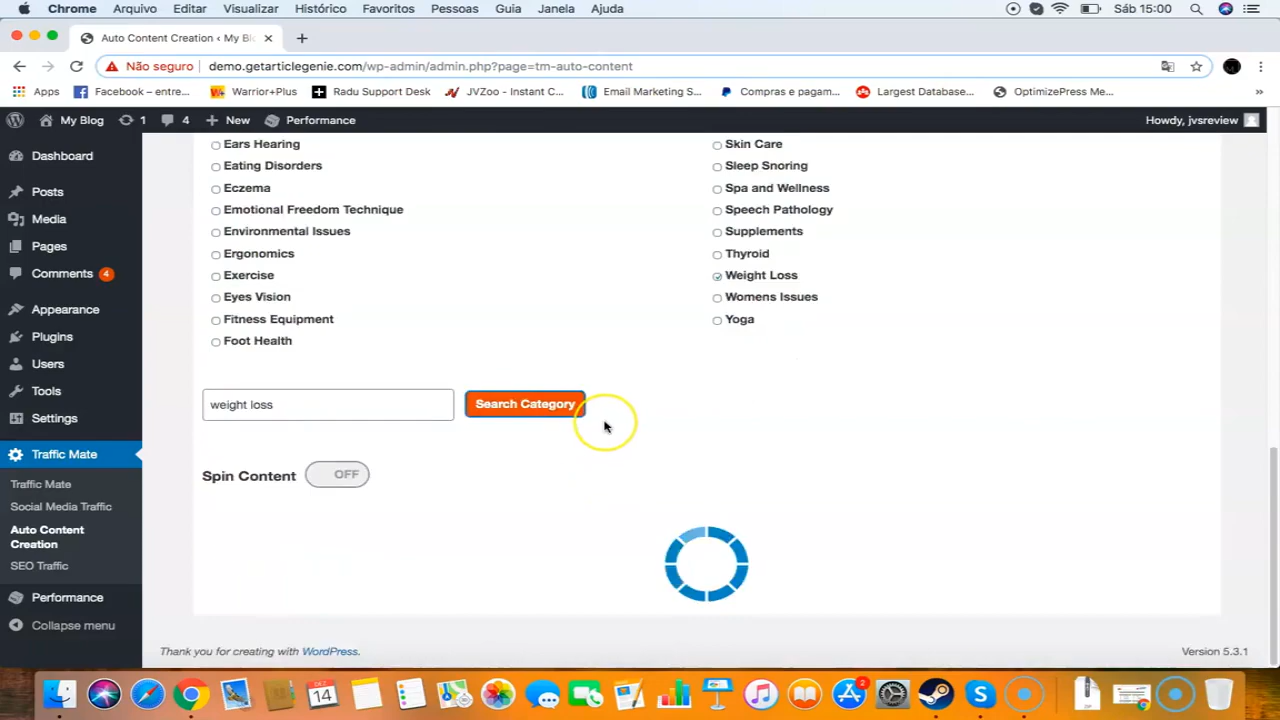 Chrome Arquivo Editar Visualizar Histórico Favoritos Pessoas Guia Janela Ajuda Sáb 15:00
Auto Content Creation ‹ My Bl
Não seguro demo.getarticlegenie.com/wp-admin/admin.php?page=tm-auto-content
Apps Facebook – entre... Warrior+Plus Radu Support Desk JVZoo - Instant C... Email Marketing S... Compras e pagam... Largest Database... OptimizePress Me... »
My Blog 1 4 New Performance Howdy, jvsreview
Dashboard
Posts
Media
Pages
Comments 4
Appearance
Plugins
Users
Tools
Settings
Traffic Mate
Traffic Mate
Social Media Traffic
Auto Content
Creation
SEO Traffic
Performance
Collapse menu
Ears Hearing
Eating Disorders
Eczema
Emotional Freedom Technique
Environmental Issues
Ergonomics
Exercise
Eyes Vision
Fitness Equipment
Foot Health
Skin Care
Sleep Snoring
Spa and Wellness
Speech Pathology
Supplements
Thyroid
Weight Loss
Womens Issues
Yoga
weight loss Search Category
Spin Content OFF
Thank you for creating with WordPress. Version 5.3.1
14
2